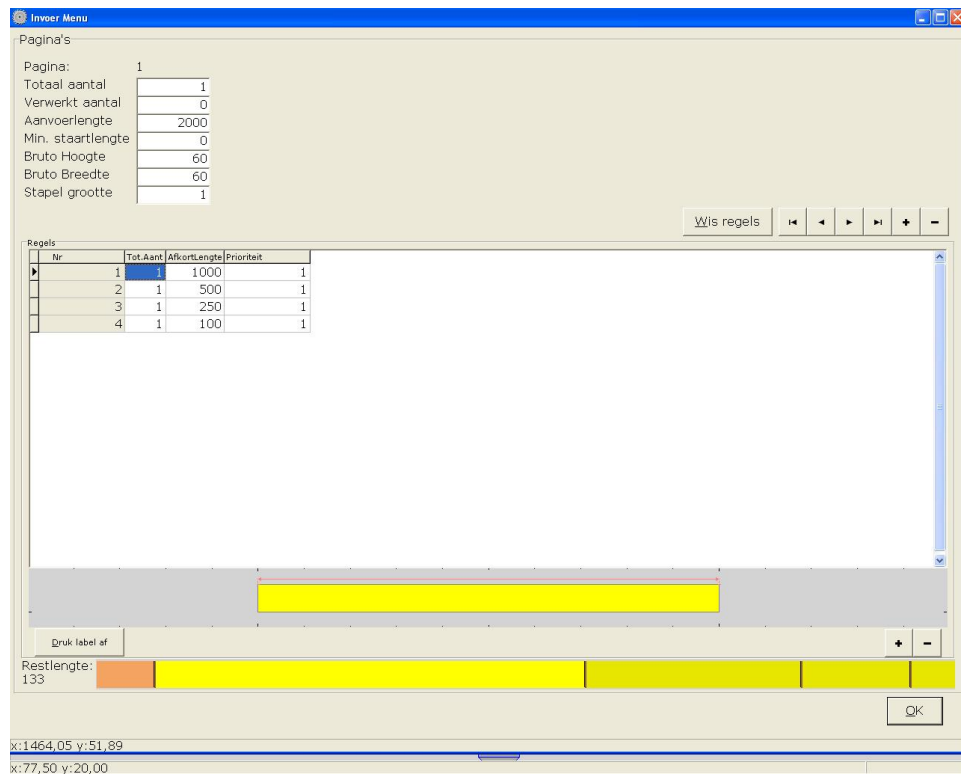 Invoer Menu
Pagina's
Pagina: 1
Totaal aantal 1
Verwerkt aantal 0
Aanvoerlengte 2000
Min. staartlengte 0
Bruto Hoogte 60
Bruto Breedte 60
Stapel grootte 1
Wis regels
Regels
Nr Tot.Aant AfkortLengte Prioriteit
1 1 1000 1
2 1 500 1
3 1 250 1
4 1 100 1
Druk label af
Restlengte:
133
OK
x:1464,05 y:51,89
x:77,50 y:20,00